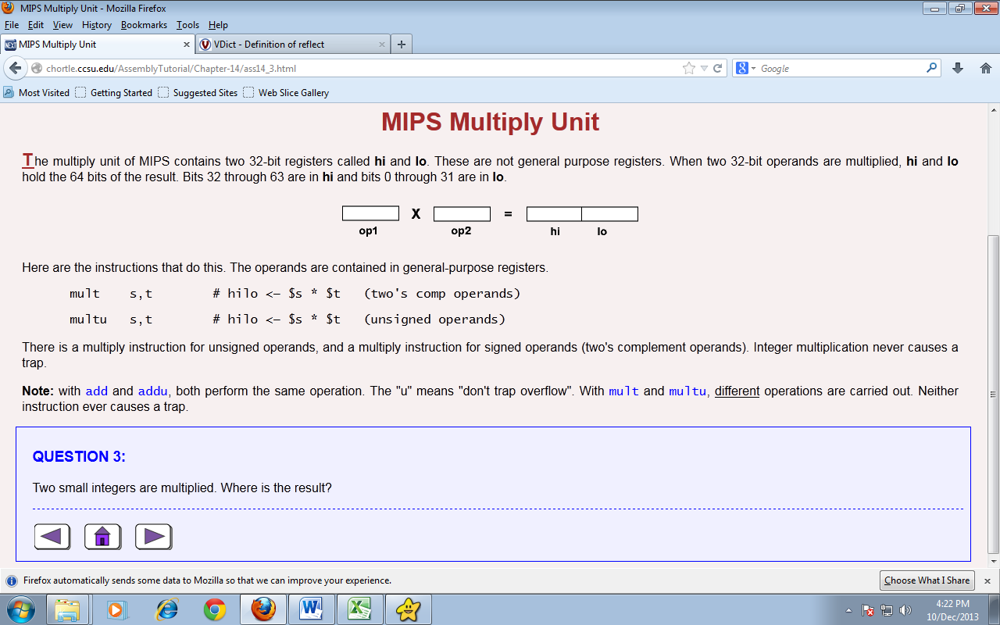 MIPS Multiply Unit - Mozilla Firefox
File Edit View History Bookmarks Tools Help
NEXT MIPS Multiply Unit × V VDict - Definition of reflect × +
chortle.ccsu.edu/AssemblyTutorial/Chapter-14/ass14_3.html 8 Google
Most Visited Getting Started Suggested Sites Web Slice Gallery
MIPS Multiply Unit
The multiply unit of MIPS contains two 32-bit registers called hi and lo. These are not general purpose registers. When two 32-bit operands are multiplied, hi and lo
hold the 64 bits of the result. Bits 32 through 63 are in hi and bits 0 through 31 are in lo.
X =
op1 op2 hi lo
Here are the instructions that do this. The operands are contained in general-purpose registers.
mult s,t # hilo <— $s * $t (two's comp operands)
multu s,t # hilo <— $s * $t (unsigned operands)
There is a multiply instruction for unsigned operands, and a multiply instruction for signed operands (two's complement operands). Integer multiplication never causes a
trap.
Note: with add and addu, both perform the same operation. The "u" means "don't trap overflow". With mult and multu, different operations are carried out. Neither
instruction ever causes a trap.
QUESTION 3:
Two small integers are multiplied. Where is the result?
Firefox automatically sends some data to Mozilla so that we can improve your experience. Choose What I Share ×
4:22 PM
10/Dec/2013